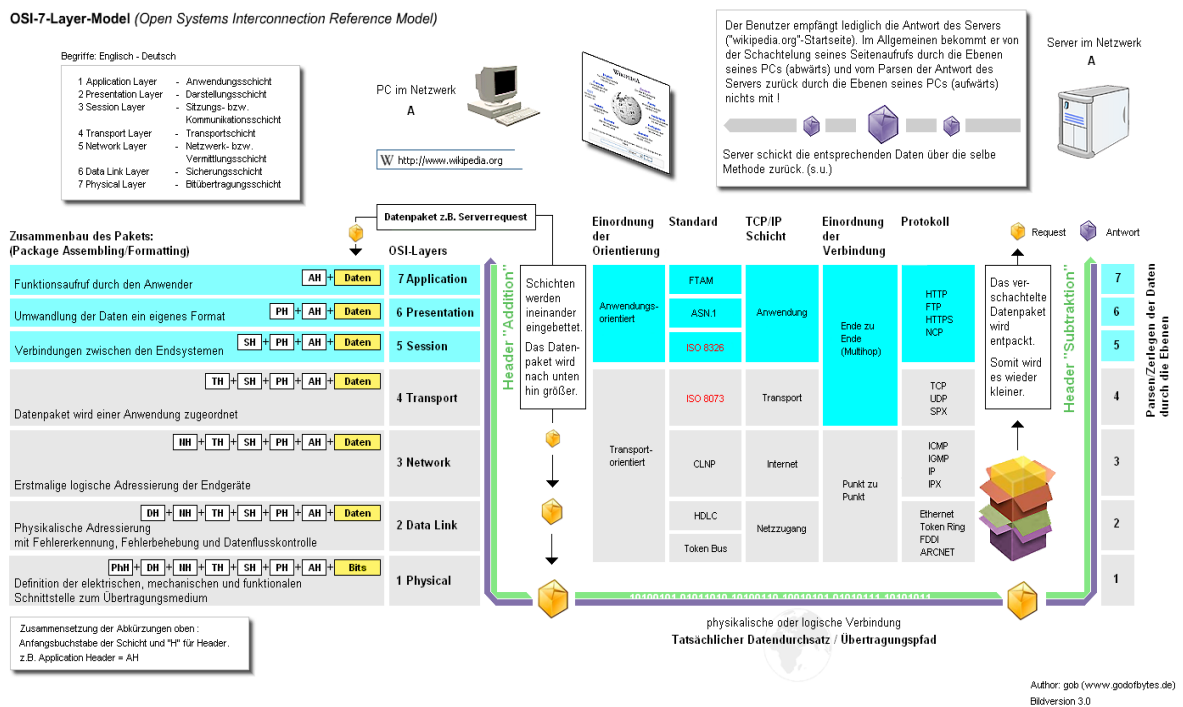 OSI-7-Layer-Model (Open Systems Interconnection Reference Model)
Begriffe: Englisch - Deutsch
1 Application Layer - Anwendungsschicht
2 Presentation Layer - Darstellungsschicht
3 Session Layer - Sitzungs- bzw.
Kommunikationsschicht
4 Transport Layer - Transportschicht
5 Network Layer - Netzwerk- bzw.
Vermittlungsschicht
6 Data Link Layer - Sicherungsschicht
7 Physical Layer - Bitübertragungsschicht
PC im Netzwerk
A
W http://www.wikipedia.org
WIKIPEDIA
Der Benutzer empfängt lediglich die Antwort des Servers
("wikipedia.org"-Startseite). Im Allgemeinen bekommt er von
der Schachtelung seines Seitenaufrufs durch die Ebenen
seines PCs (abwärts) und vom Parsen der Antwort des
Servers zurück durch die Ebenen seines PCs (aufwärts)
nichts mit !
Server schickt die entsprechenden Daten über die selbe
Methode zurück. (s.u.)
Server im Netzwerk
A
Datenpaket z.B. Serverrequest
Zusammenbau des Pakets:
(Package Assembling/Formatting)
OSI-Layers
Einordnung
der
Orientierung
Standard
TCP/IP
Schicht
Einordnung
der
Verbindung
Protokoll
Request
Antwort
AH + Daten
Funktionsaufruf durch den Anwender
7 Application
PH + AH + Daten
Umwandlung der Daten ein eigenes Format
6 Presentation
SH + PH + AH + Daten
Verbindungen zwischen den Endsystemen
5 Session
TH + SH + PH + AH + Daten
Datenpaket wird einer Anwendung zugeordnet
4 Transport
NH + TH + SH + PH + AH + Daten
Erstmalige logische Adressierung der Endgeräte
3 Network
DH + NH + TH + SH + PH + AH + Daten
Physikalische Adressierung
mit Fehlererkennung, Fehlerbehebung und Datenflusskontrolle
2 Data Link
PhH + DH + NH + TH + SH + PH + AH + Bits
Definition der elektrischen, mechanischen und funktionalen
Schnittstelle zum Übertragungsmedium
1 Physical
Header "Addition"
Schichten
werden
ineinander
eingebettet.
Das Daten-
paket wird
nach unten
hin größer.
Anwendungs-
orientiert
Transport-
orientiert
FTAM
ASN.1
ISO 8326
ISO 8073
CLNP
HDLC
Token Bus
Anwendung
Transport
Internet
Netzzugang
Ende zu
Ende
(Multihop)
Punkt zu
Punkt
HTTP
FTP
HTTPS
NCP
TCP
UDP
SPX
ICMP
IGMP
IP
IPX
Ethernet
Token Ring
FDDI
ARCNET
Das ver-
schachtelte
Datenpaket
wird
entpackt.
Somit wird
es wieder
kleiner.
Header "Subtraktion"
7
6
5
4
3
2
1
Parsen/Zerlegen der Daten
durch die Ebenen
physikalische oder logische Verbindung
Tatsächlicher Datendurchsatz / Übertragungspfad
Zusammensetzung der Abkürzungen oben :
Anfangsbuchstabe der Schicht und "H" für Header.
z.B. Application Header = AH
Author: gob (www.godofbytes.de)
Bildversion 3.0